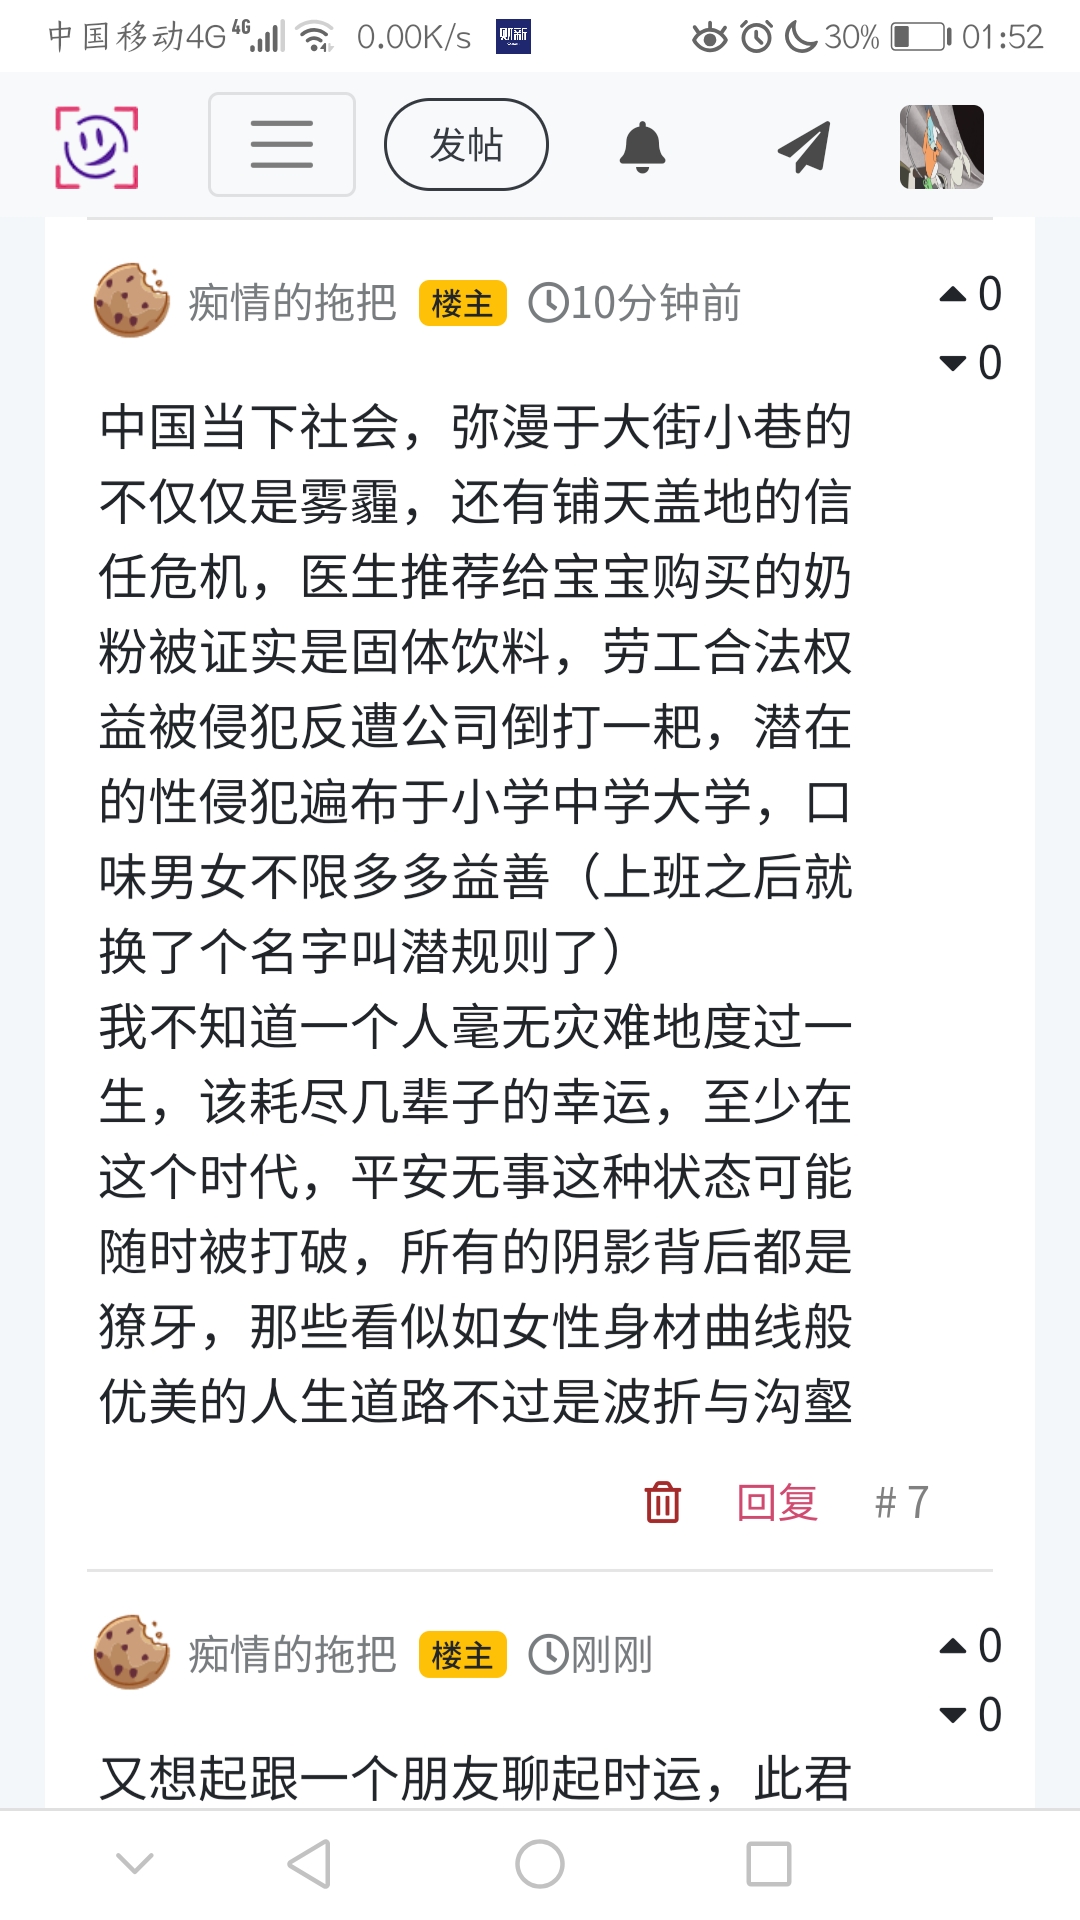 中国移动4G 4G 0.00K/s 财新 30% 01:52
发帖
痴情的拖把 楼主 10分钟前 0
0
中国当下社会，弥漫于大街小巷的
不仅仅是雾霾，还有铺天盖地的信
任危机，医生推荐给宝宝购买的奶
粉被证实是固体饮料，劳工合法权
益被侵犯反遭公司倒打一耙，潜在
的性侵犯遍布于小学中学大学，口
味男女不限多多益善（上班之后就
换了个名字叫潜规则了）
我不知道一个人毫无灾难地度过一
生，该耗尽几辈子的幸运，至少在
这个时代，平安无事这种状态可能
随时被打破，所有的阴影背后都是
獠牙，那些看似如女性身材曲线般
优美的人生道路不过是波折与沟壑
回复 # 7
痴情的拖把 楼主 刚刚 0
0
又想起跟一个朋友聊起时运，此君